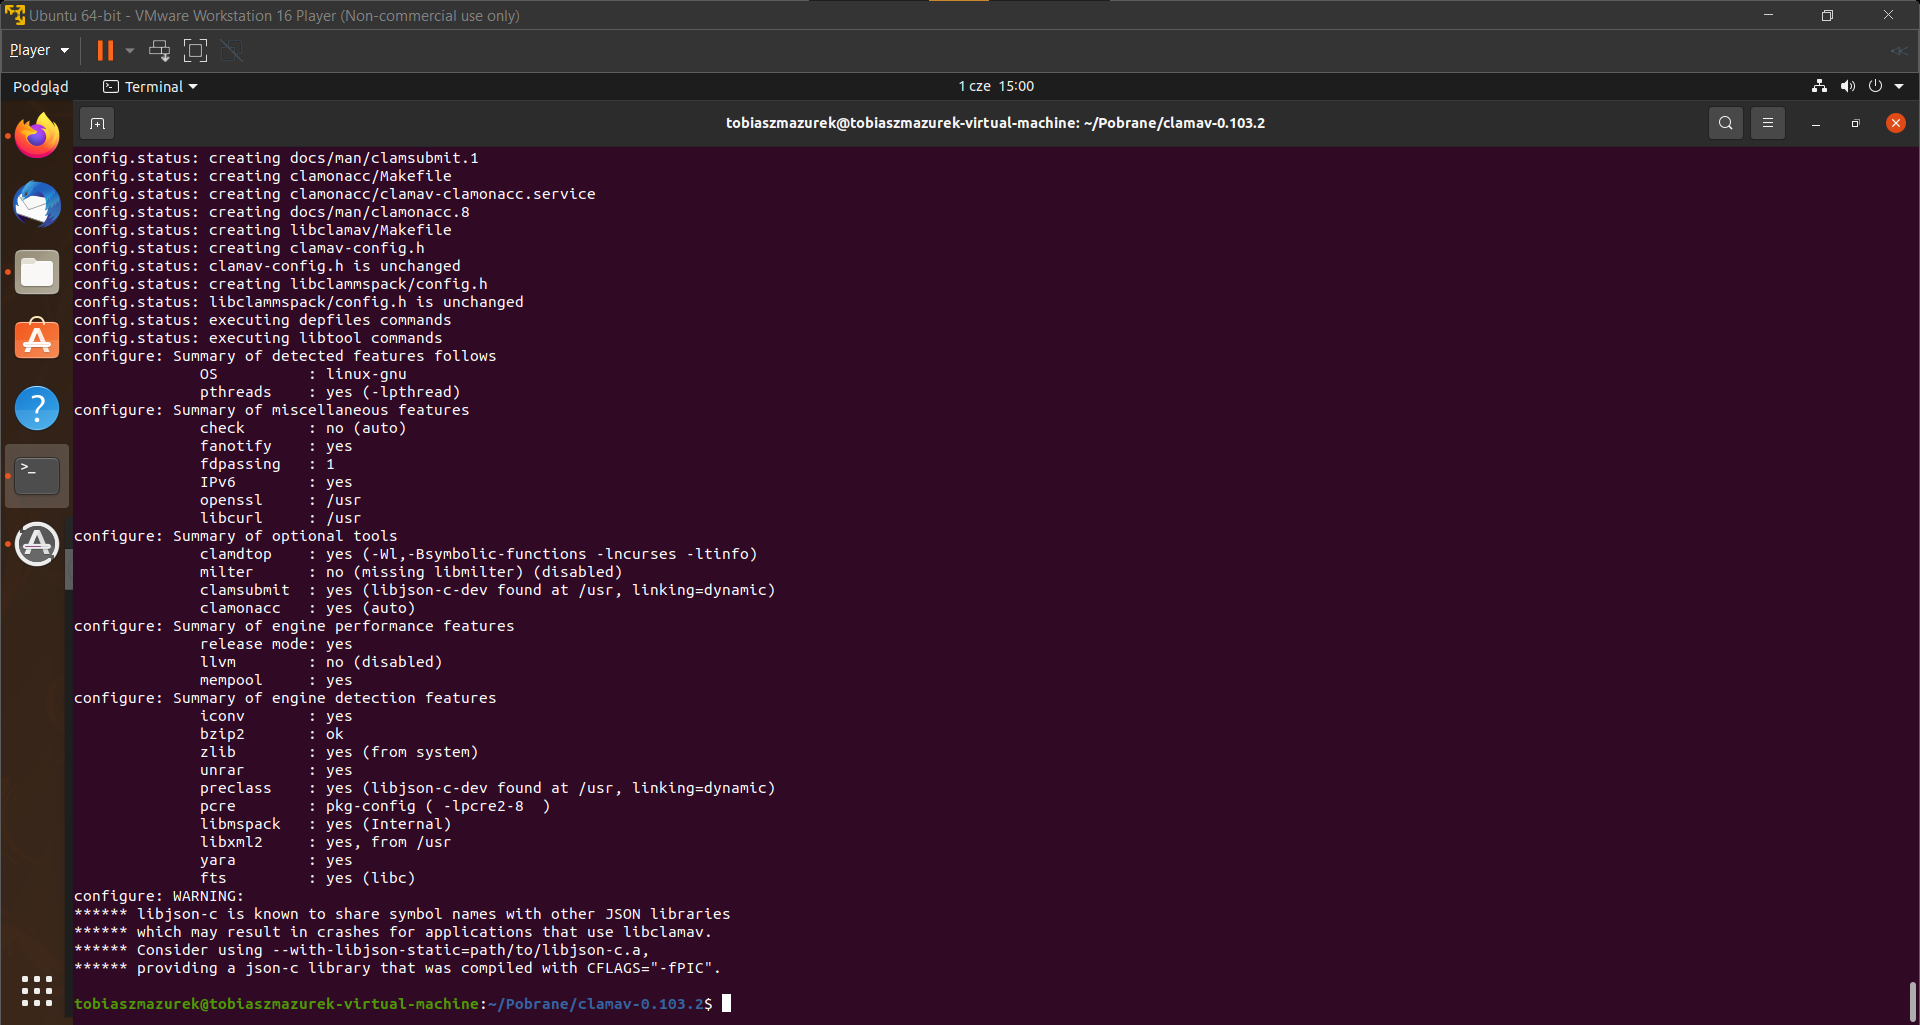 Ubuntu 64-bit - VMware Workstation 16 Player (Non-commercial use only)
Player
Podgląd
Terminal
1 cze 15:00
tobiaszmazurek@tobiaszmazurek-virtual-machine: ~/Pobrane/clamav-0.103.2
config.status: creating docs/man/clamsubmit.1
config.status: creating clamonacc/Makefile
config.status: creating clamonacc/clamav-clamonacc.service
config.status: creating docs/man/clamonacc.8
config.status: creating libclamav/Makefile
config.status: creating clamav-config.h
config.status: clamav-config.h is unchanged
config.status: creating libclammspack/config.h
config.status: libclammspack/config.h is unchanged
config.status: executing depfiles commands
config.status: executing libtool commands
configure: Summary of detected features follows
              OS          : linux-gnu
              pthreads    : yes (-lpthread)
configure: Summary of miscellaneous features
              check       : no (auto)
              fanotify    : yes
              fdpassing   : 1
              IPv6        : yes
              openssl     : /usr
              libcurl     : /usr
configure: Summary of optional tools
              clamdtop    : yes (-Wl,-Bsymbolic-functions -lncurses -ltinfo)
              milter      : no (missing libmilter) (disabled)
              clamsubmit  : yes (libjson-c-dev found at /usr, linking=dynamic)
              clamonacc   : yes (auto)
configure: Summary of engine performance features
              release mode: yes
              llvm        : no (disabled)
              mempool     : yes
configure: Summary of engine detection features
              iconv       : yes
              bzip2       : ok
              zlib        : yes (from system)
              unrar       : yes
              preclass    : yes (libjson-c-dev found at /usr, linking=dynamic)
              pcre        : pkg-config ( -lpcre2-8  )
              libmspack   : yes (Internal)
              libxml2     : yes, from /usr
              yara        : yes
              fts         : yes (libc)
configure: WARNING:
****** libjson-c is known to share symbol names with other JSON libraries
****** which may result in crashes for applications that use libclamav.
****** Consider using --with-libjson-static=path/to/libjson-c.a,
****** providing a json-c library that was compiled with CFLAGS="-fPIC".
tobiaszmazurek@tobiaszmazurek-virtual-machine:~/Pobrane/clamav-0.103.2$